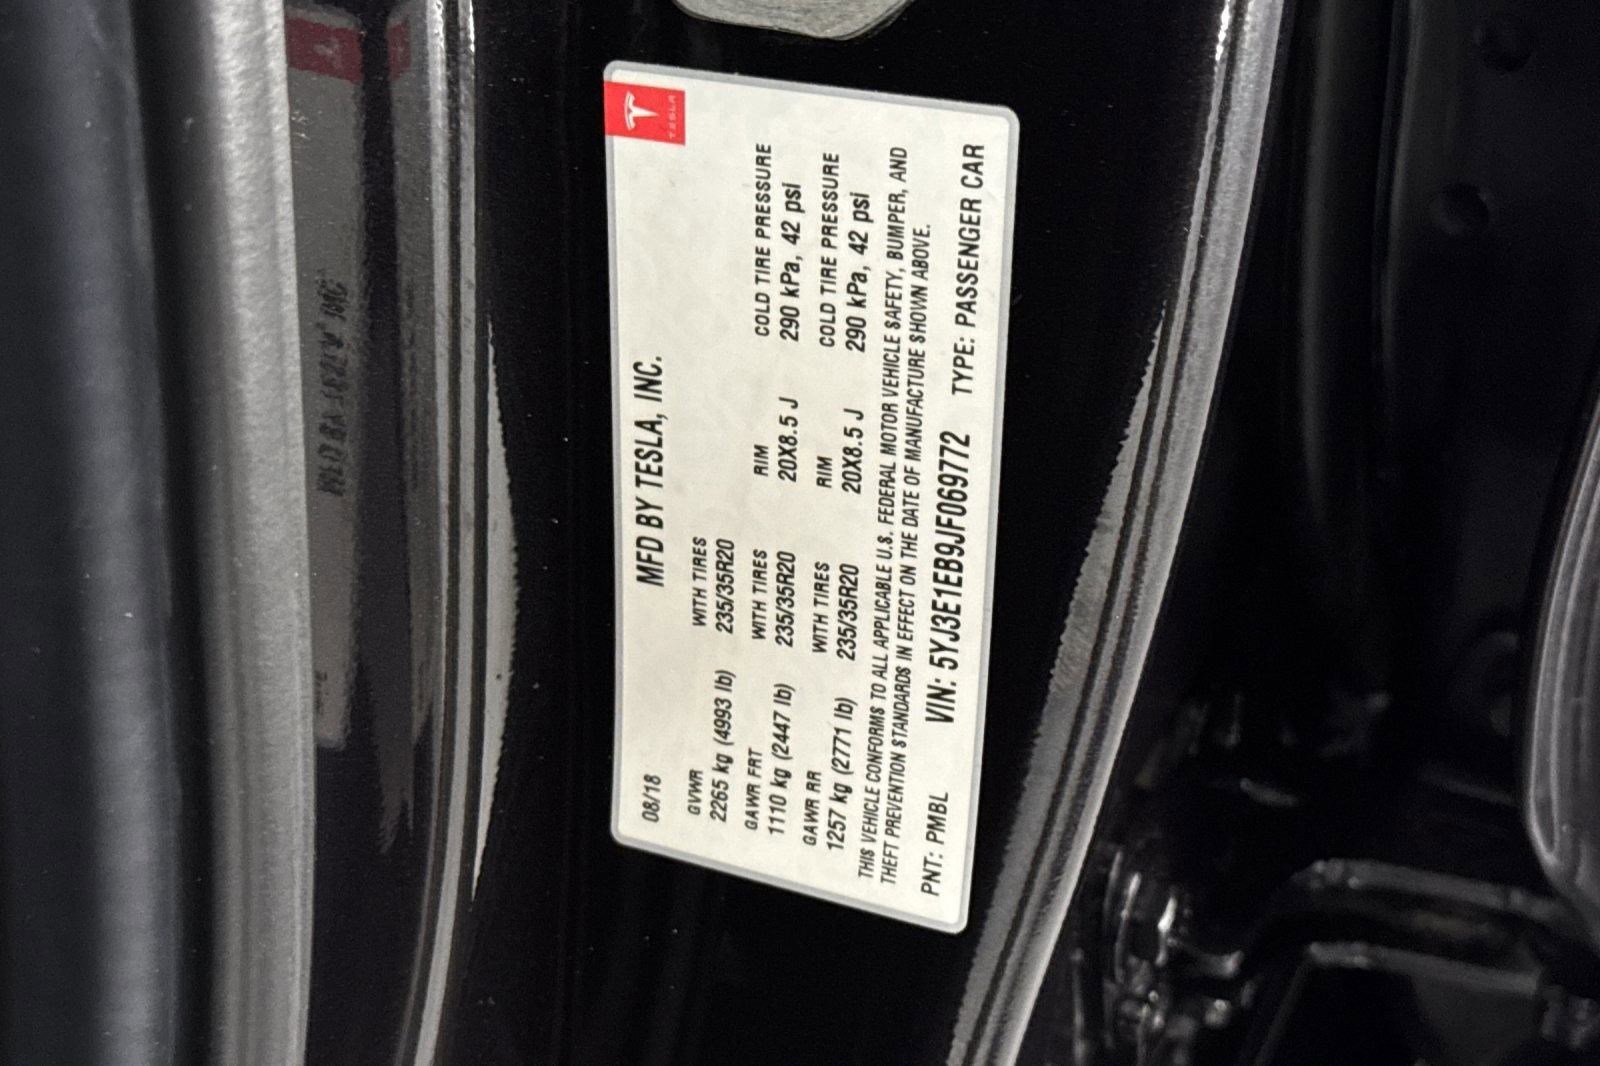 TESLA
08/18 MFD BY TESLA, INC.
GVWR WITH TIRES
2265 kg (4993 lb) 235/35R20
GAWR FRT WITH TIRES RIM COLD TIRE PRESSURE
1110 kg (2447 lb) 235/35R20 20X8.5 J 290 kPa, 42 psi
GAWR RR WITH TIRES RIM COLD TIRE PRESSURE
1257 kg (2771 lb) 235/35R20 20X8.5 J 290 kPa, 42 psi
THIS VEHICLE CONFORMS TO ALL APPLICABLE U.S. FEDERAL MOTOR VEHICLE SAFETY, BUMPER, AND
THEFT PREVENTION STANDARDS IN EFFECT ON THE DATE OF MANUFACTURE SHOWN ABOVE.
PNT: PMBL VIN: 5YJ3E1EB9JF069772 TYPE: PASSENGER CAR